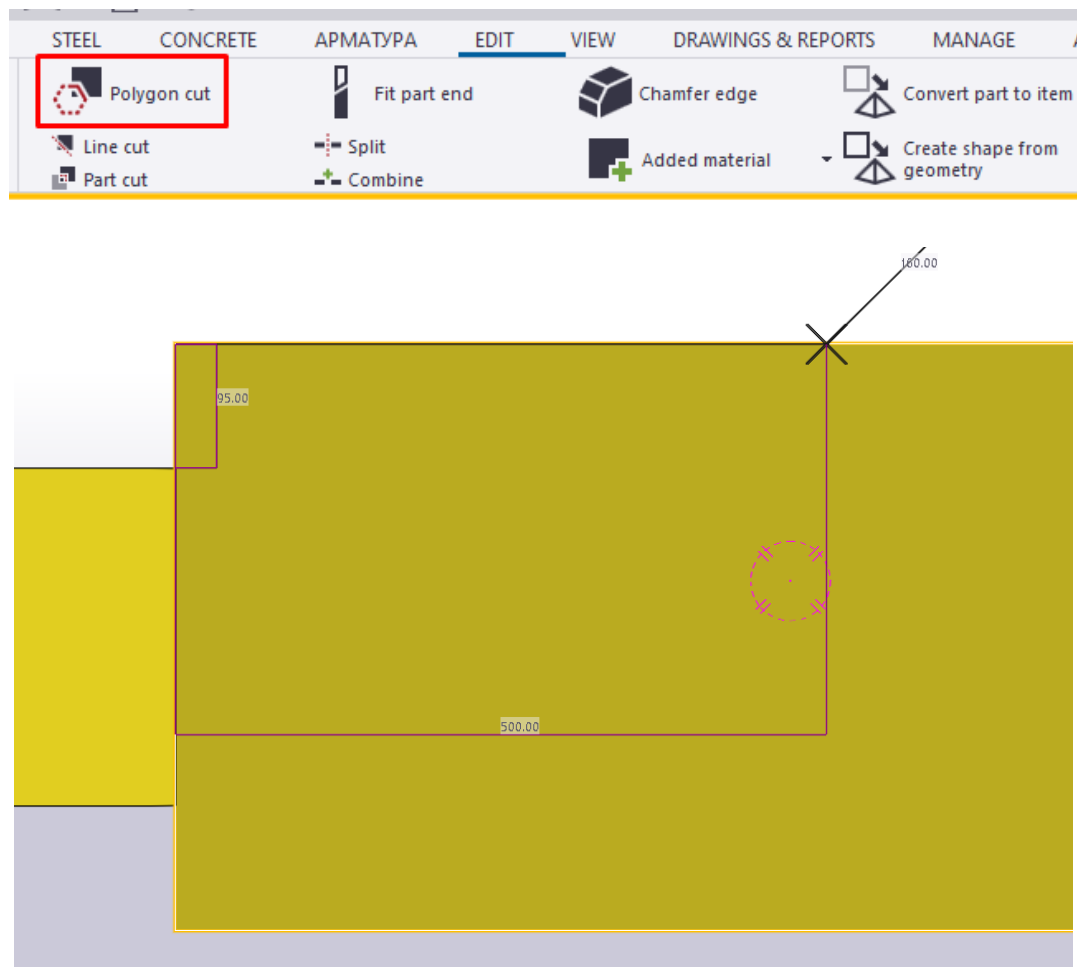 STEEL CONCRETE АРМАТУРА EDIT VIEW DRAWINGS & REPORTS MANAGE
Polygon cut Fit part end Chamfer edge Convert part to item
Line cut Split Added material Create shape from
Part cut Combine geometry
160.00
95.00
500.00